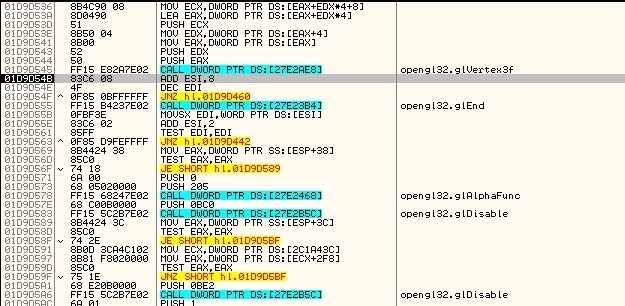 01D9D536 8B4C90 08 MOV ECX,DWORD PTR DS:[EAX+EDX*4+8]
01D9D53A 8D0490 LEA EAX,DWORD PTR DS:[EAX+EDX*4]
01D9D53D 51 PUSH ECX
01D9D53E 8B50 04 MOV EDX,DWORD PTR DS:[EAX+4]
01D9D541 8B00 MOV EAX,DWORD PTR DS:[EAX]
01D9D543 52 PUSH EDX
01D9D544 50 PUSH EAX
01D9D545 FF15 E82A7E02 CALL DWORD PTR DS:[27E2AE8] opengl32.glVertex3f
01D9D54B 83C6 08 ADD ESI,8
01D9D54E 4F DEC EDI
01D9D54F ^ 0F85 0BFFFFFF JNZ hl.01D9D460
01D9D555 FF15 B4237E02 CALL DWORD PTR DS:[27E23B4] opengl32.glEnd
01D9D55B 0FBF3E MOVSX EDI,WORD PTR DS:[ESI]
01D9D55E 83C6 02 ADD ESI,2
01D9D561 85FF TEST EDI,EDI
01D9D563 ^ 0F85 D9FEFFFF JNZ hl.01D9D442
01D9D569 8B4424 38 MOV EAX,DWORD PTR SS:[ESP+38]
01D9D56D 85C0 TEST EAX,EAX
01D9D56F ˅ 74 18 JE SHORT hl.01D9D589
01D9D571 6A 00 PUSH 0
01D9D573 68 05020000 PUSH 205
01D9D578 FF15 68247E02 CALL DWORD PTR DS:[27E2468] opengl32.glAlphaFunc
01D9D57E 68 C00B0000 PUSH 0BC0
01D9D583 FF15 5C2B7E02 CALL DWORD PTR DS:[27E2B5C] opengl32.glDisable
01D9D589 8B4424 3C MOV EAX,DWORD PTR SS:[ESP+3C]
01D9D58D 85C0 TEST EAX,EAX
01D9D58F ˅ 74 2E JE SHORT hl.01D9D5BF
01D9D591 8B0D 3CA4C102 MOV ECX,DWORD PTR DS:[2C1A43C]
01D9D597 8B81 F8020000 MOV EAX,DWORD PTR DS:[ECX+2F8]
01D9D59D 85C0 TEST EAX,EAX
01D9D59F ˅ 75 1E JNZ SHORT hl.01D9D5BF
01D9D5A1 68 E20B0000 PUSH 0BE2
01D9D5A6 FF15 5C2B7E02 CALL DWORD PTR DS:[27E2B5C] opengl32.glDisable